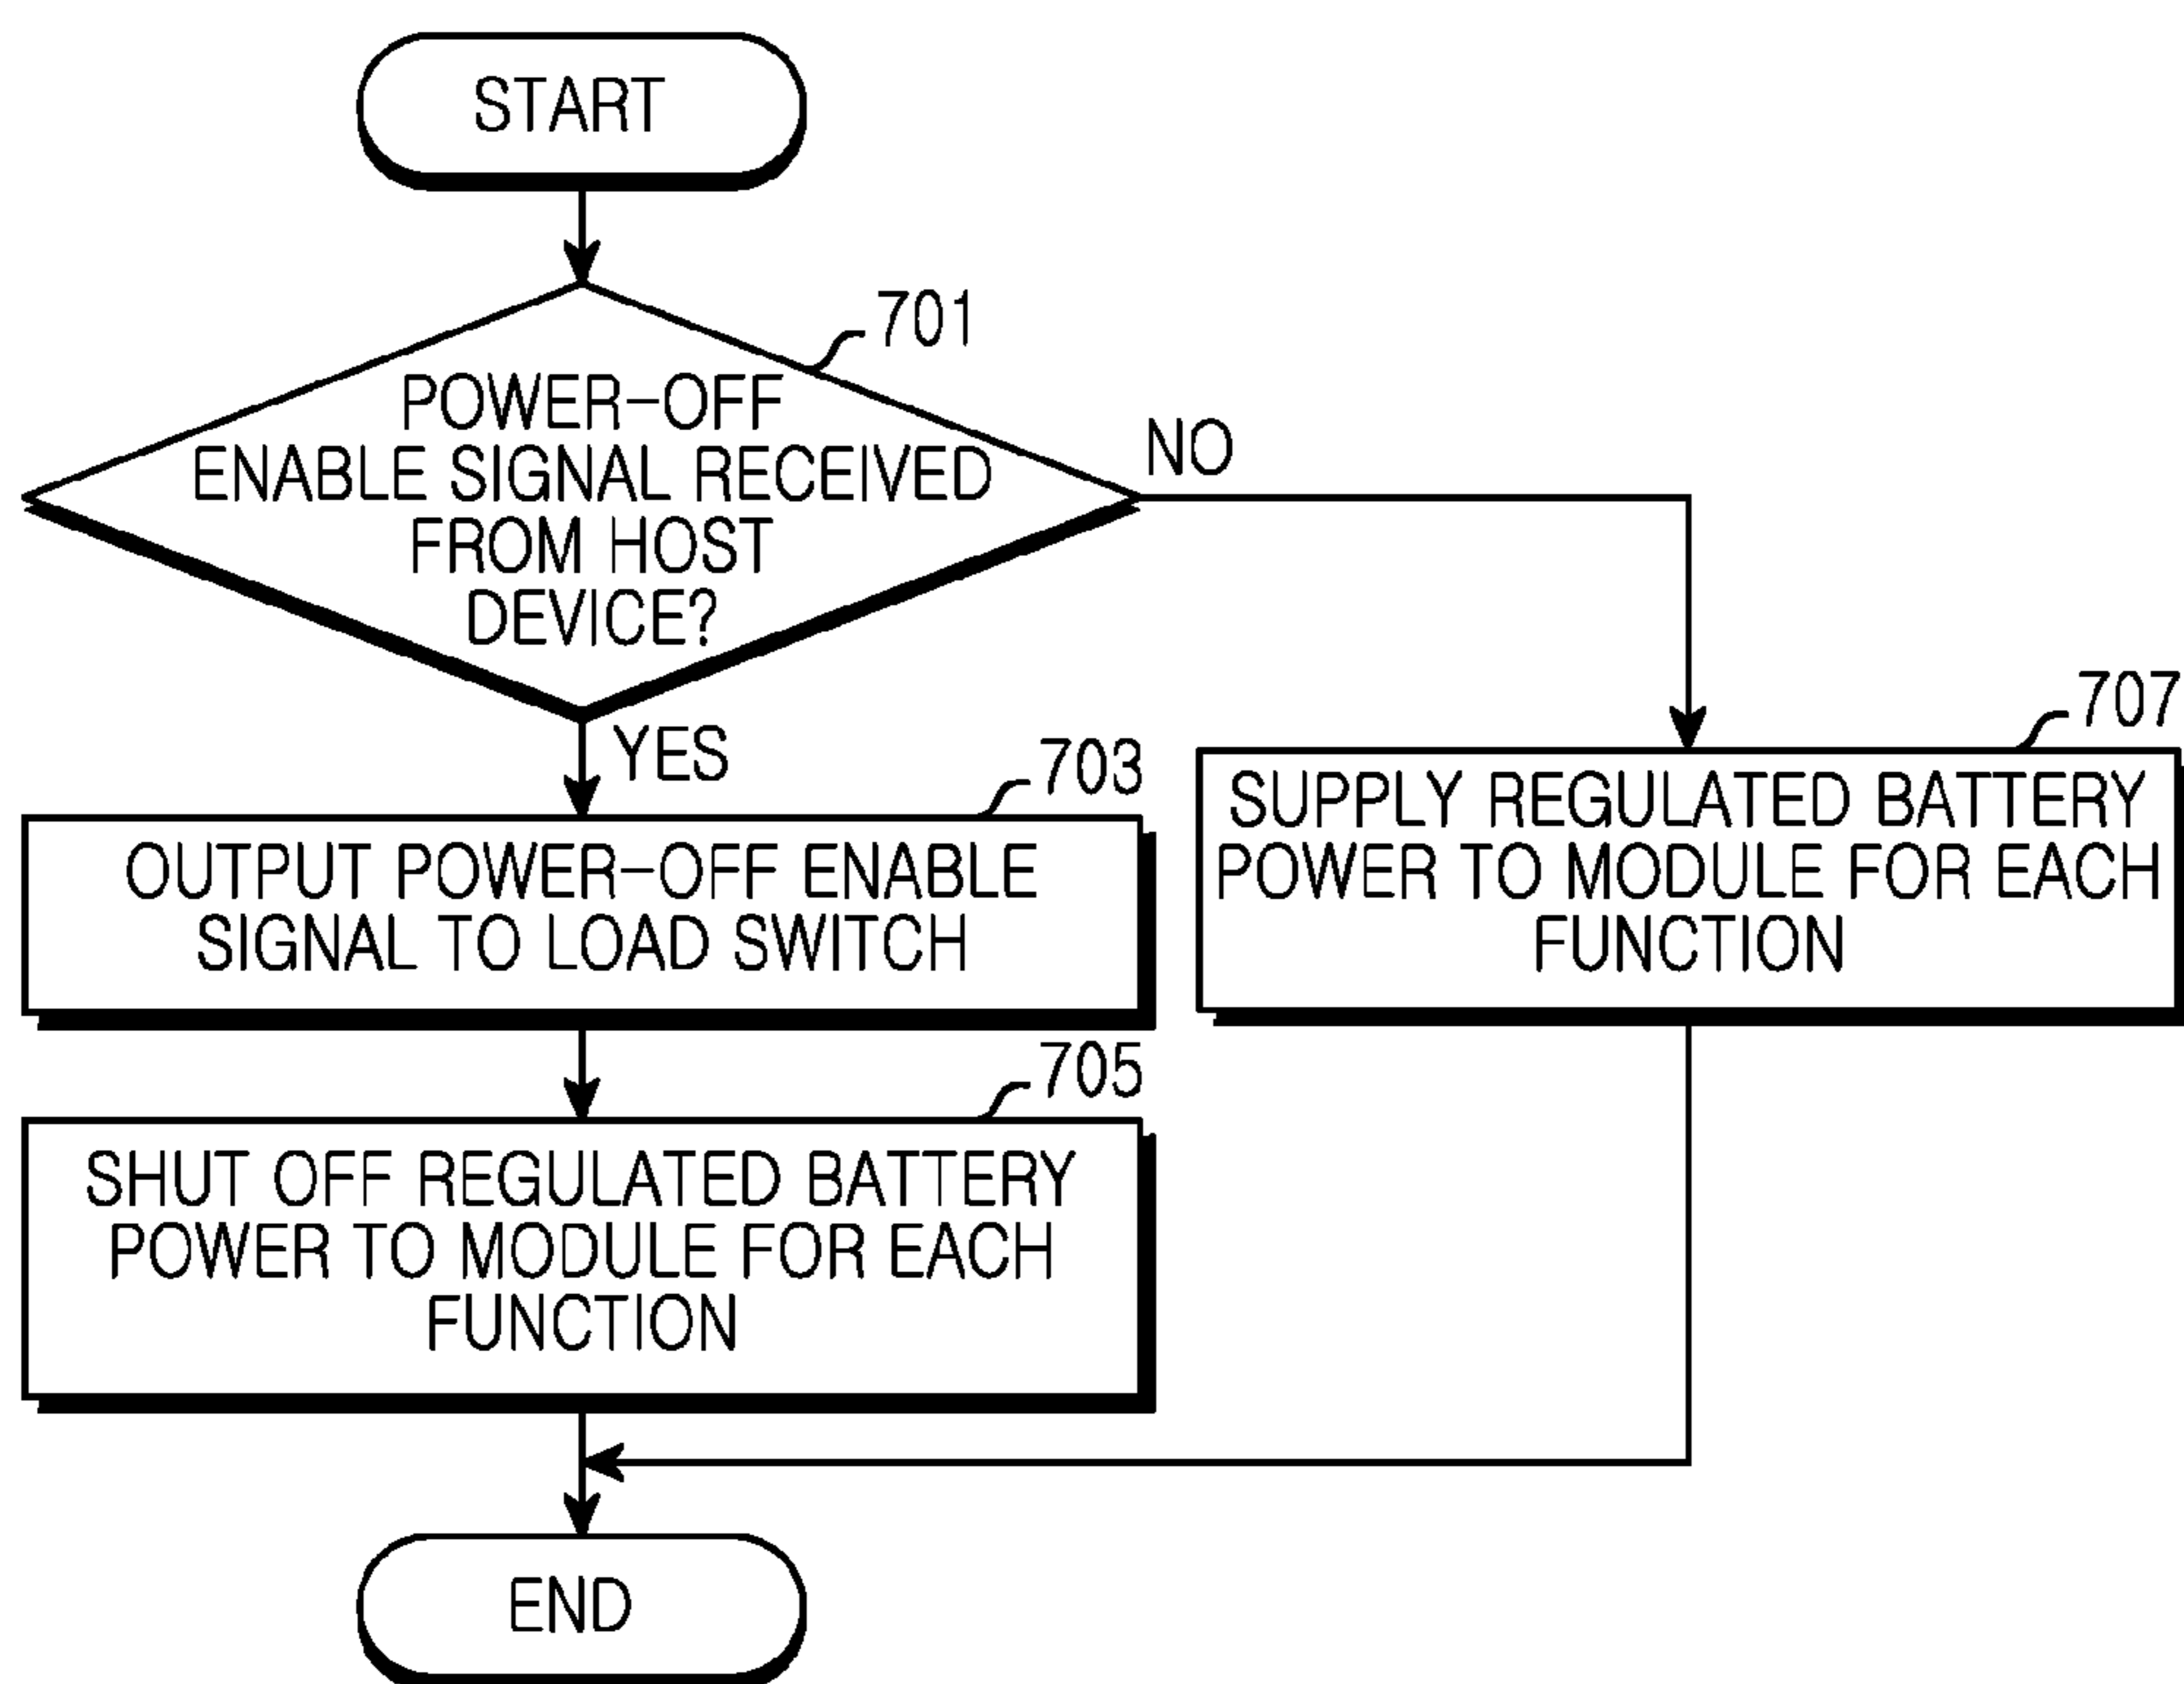 START
701
POWER-OFF
ENABLE SIGNAL RECEIVED
FROM HOST
DEVICE?
NO
YES
703
OUTPUT POWER-OFF ENABLE
SIGNAL TO LOAD SWITCH
707
SUPPLY REGULATED BATTERY
POWER TO MODULE FOR EACH
FUNCTION
705
SHUT OFF REGULATED BATTERY
POWER TO MODULE FOR EACH
FUNCTION
END